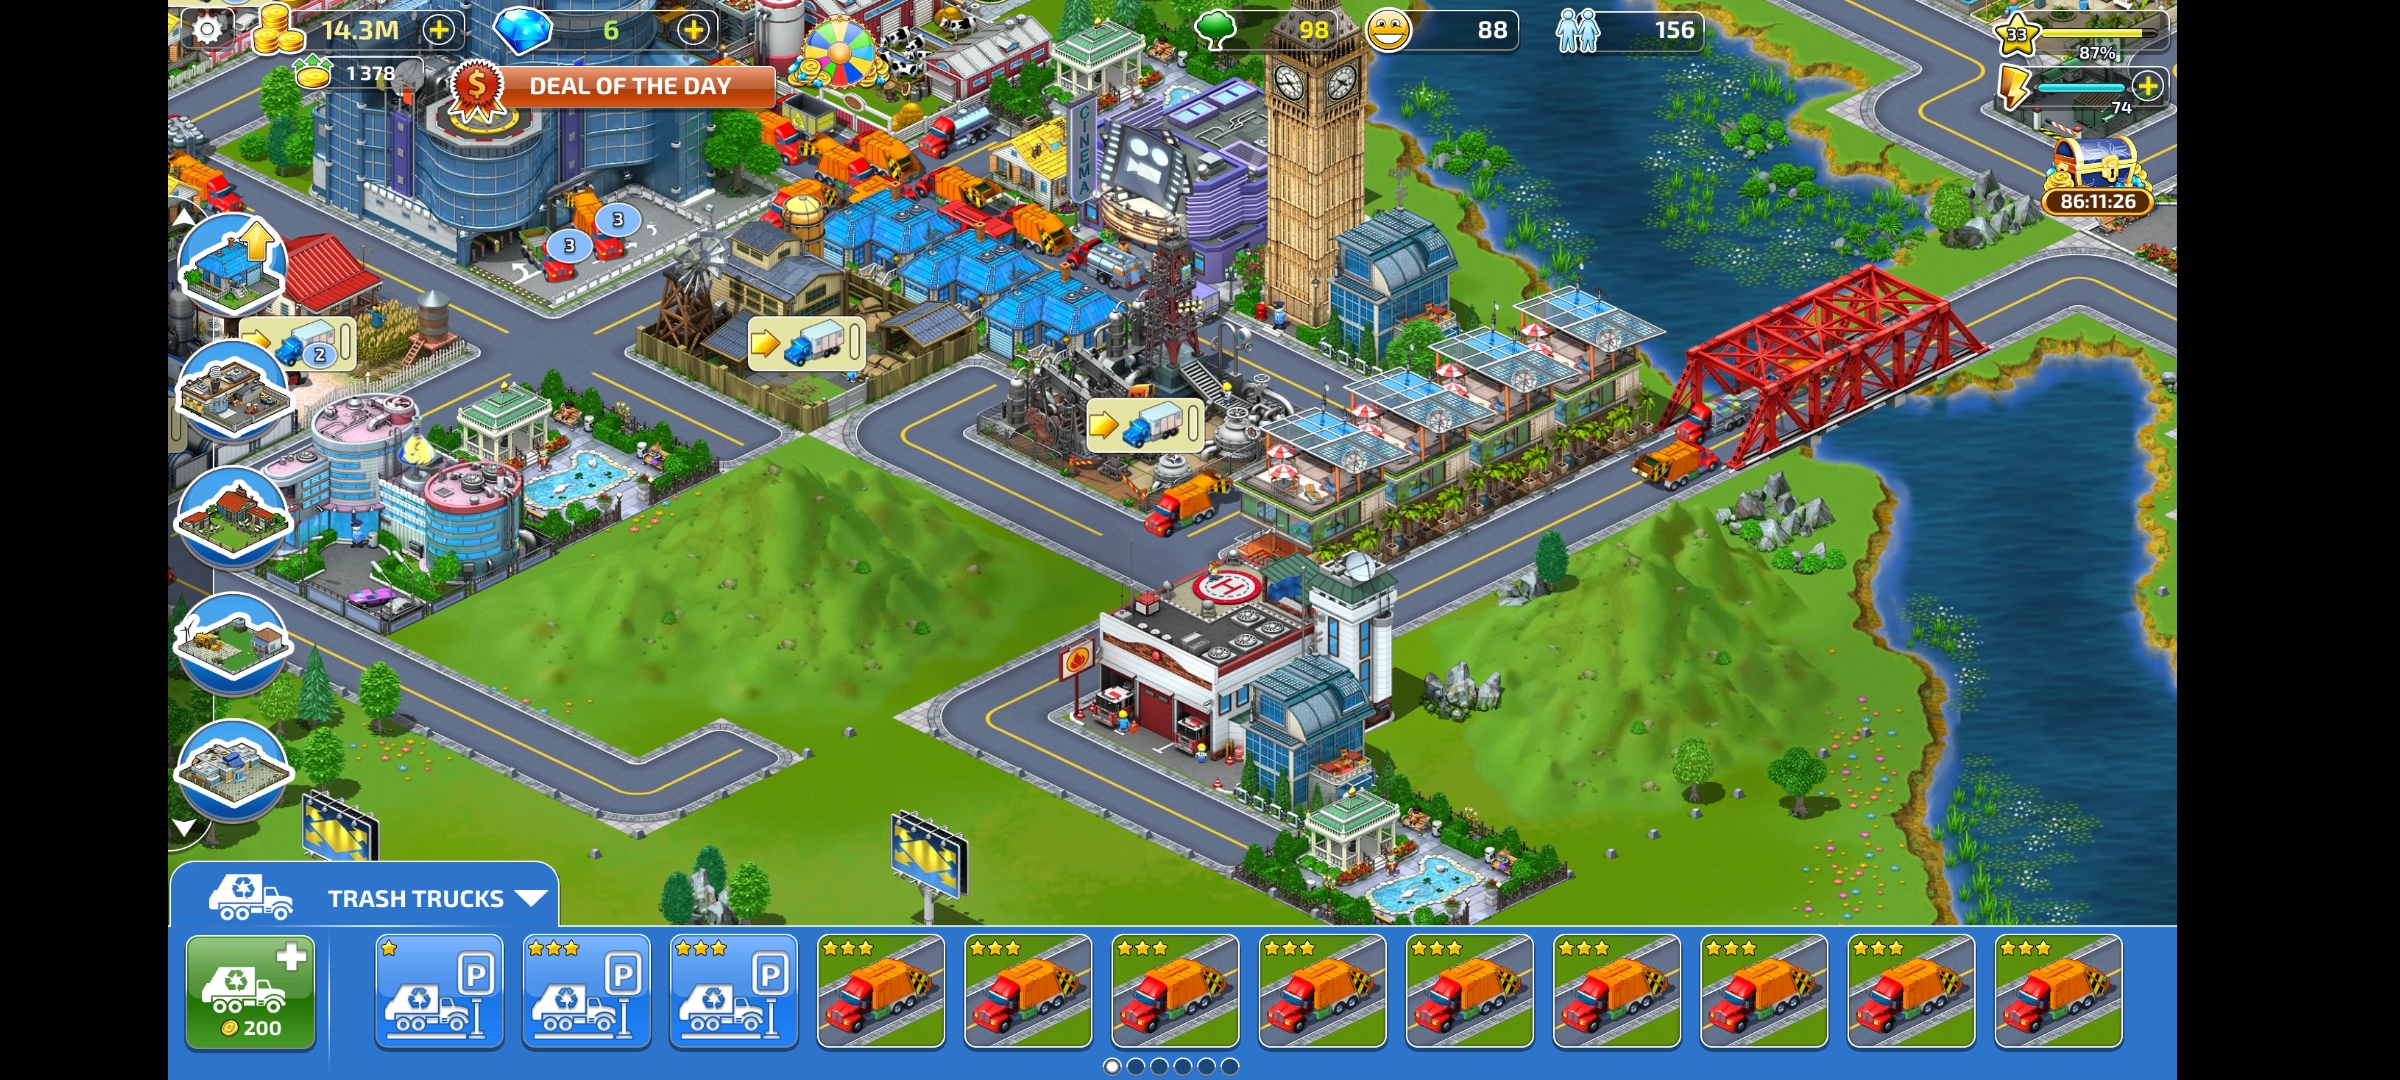 14.3M
6
98
88
156
33
87%
1 378
DEAL OF THE DAY
74
86:11:26
CINEMA
3
3
2
H
TRASH TRUCKS
P
P
P
200